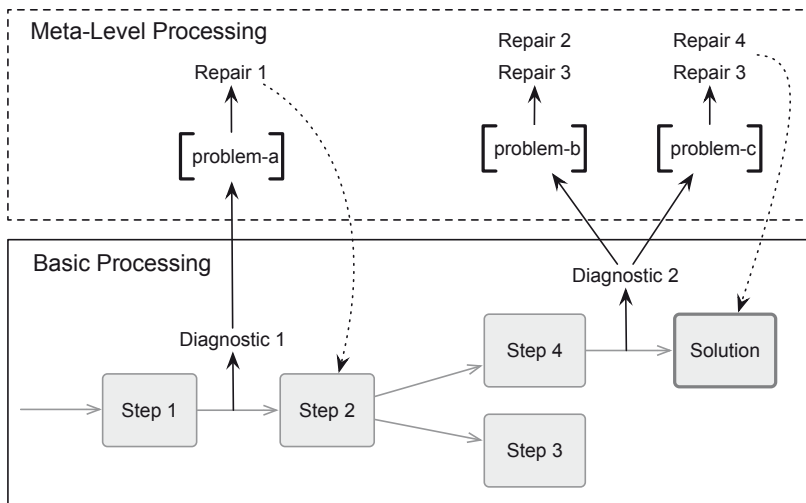 Meta-Level Processing
Repair 1
[problem-a]
Repair 2
Repair 3
[problem-b]
Repair 4
Repair 3
[problem-c]
Basic Processing
Diagnostic 1
Diagnostic 2
Step 1
Step 2
Step 4
Step 3
Solution